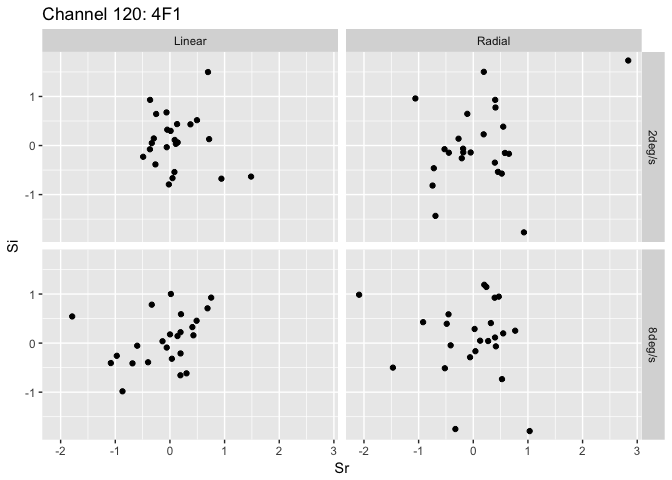 Channel 120: 4F1
Linear
Radial
1
0
-1
2deg/s
Si
1
0
-1
8deg/s
-2 -1 0 1 2 3 -2 -1 0 1 2 3
Sr